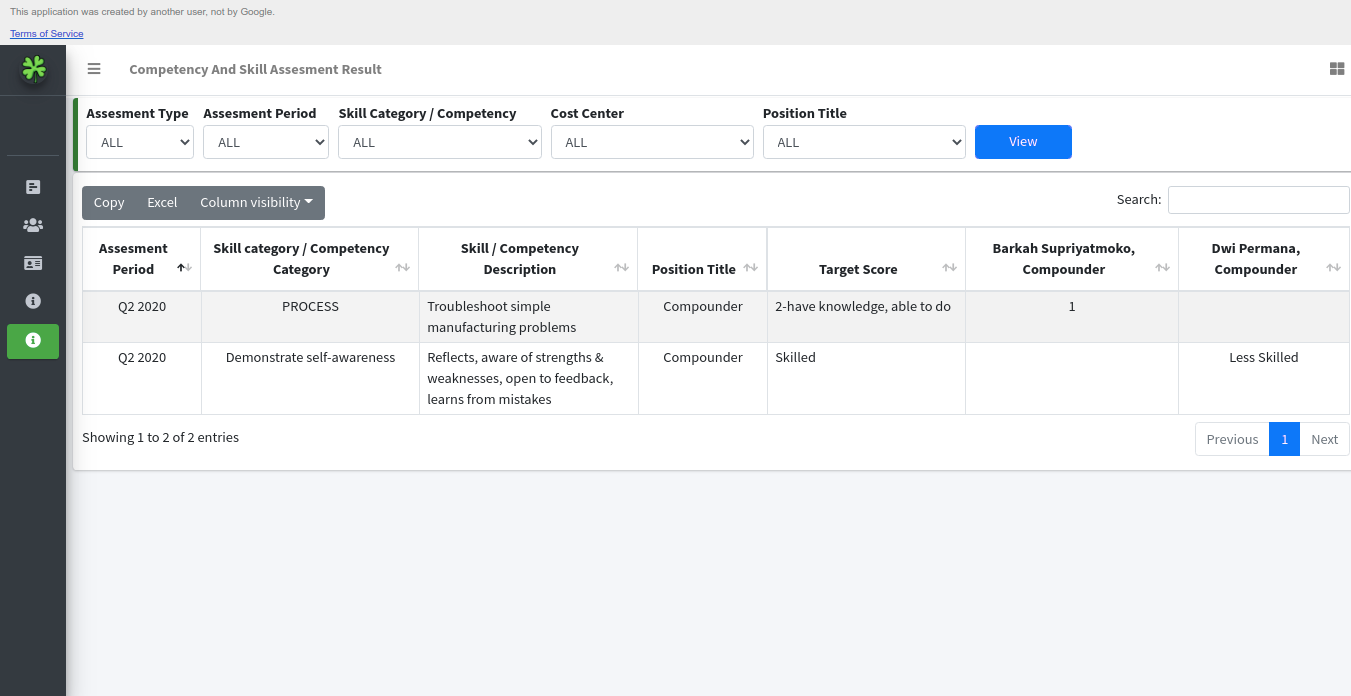 This application was created by another user, not by Google.
Terms of Service
Competency And Skill Assesment Result
Assesment Type
Assesment Period
Skill Category / Competency
Cost Center
Position Title
ALL
ALL
ALL
ALL
ALL
View
Copy
Excel
Column visibility
Search:
Assesment
Period
Skill category / Competency
Category
Skill / Competency
Description
Position Title
Target Score
Barkah Supriyatmoko,
Compounder
Dwi Permana,
Compounder
Q2 2020
PROCESS
Troubleshoot simple
manufacturing problems
Compounder
2-have knowledge, able to do
1
Q2 2020
Demonstrate self-awareness
Reflects, aware of strengths &
weaknesses, open to feedback,
learns from mistakes
Compounder
Skilled
Less Skilled
Showing 1 to 2 of 2 entries
Previous
1
Next